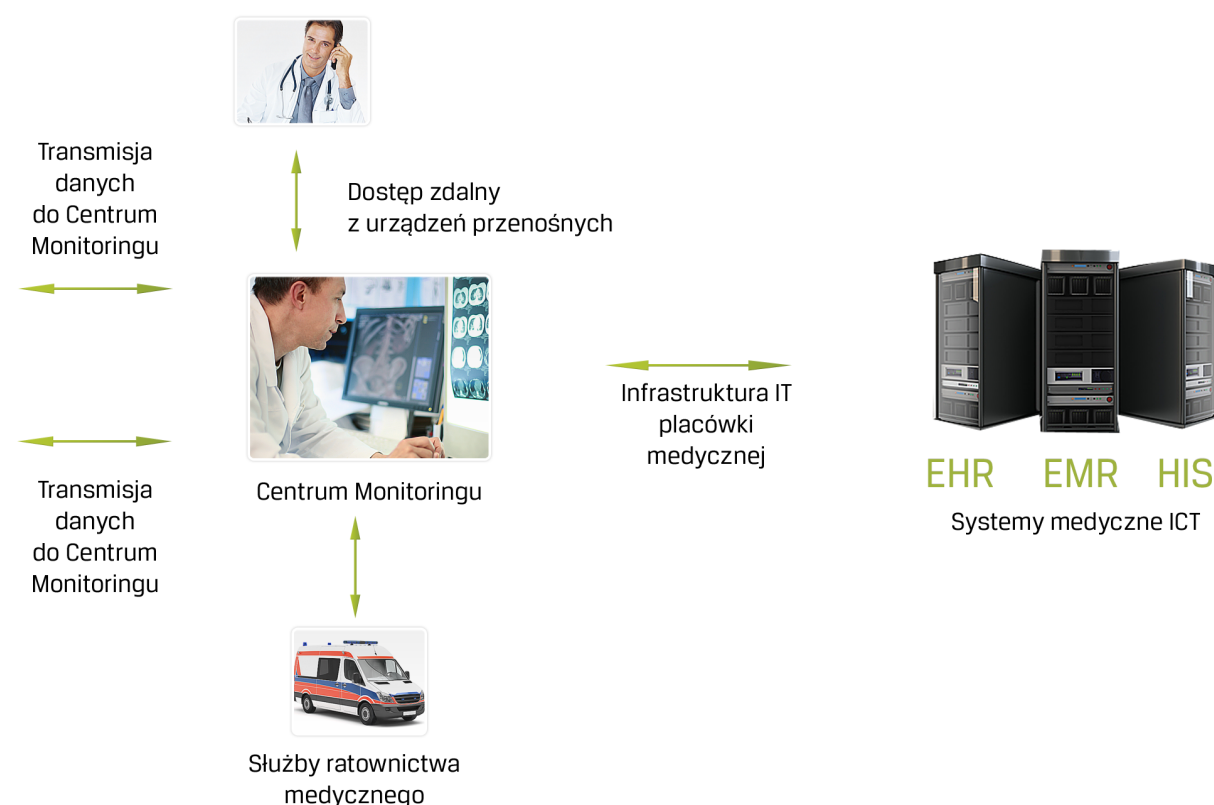 Transmisja
danych
do Centrum
Monitoringu
Dostęp zdalny
z urządzeń przenośnych
Infrastruktura IT
placówki
medycznej
EHR EMR HIS
Systemy medyczne ICT
Centrum Monitoringu
Transmisja
danych
do Centrum
Monitoringu
Służby ratownictwa
medycznego